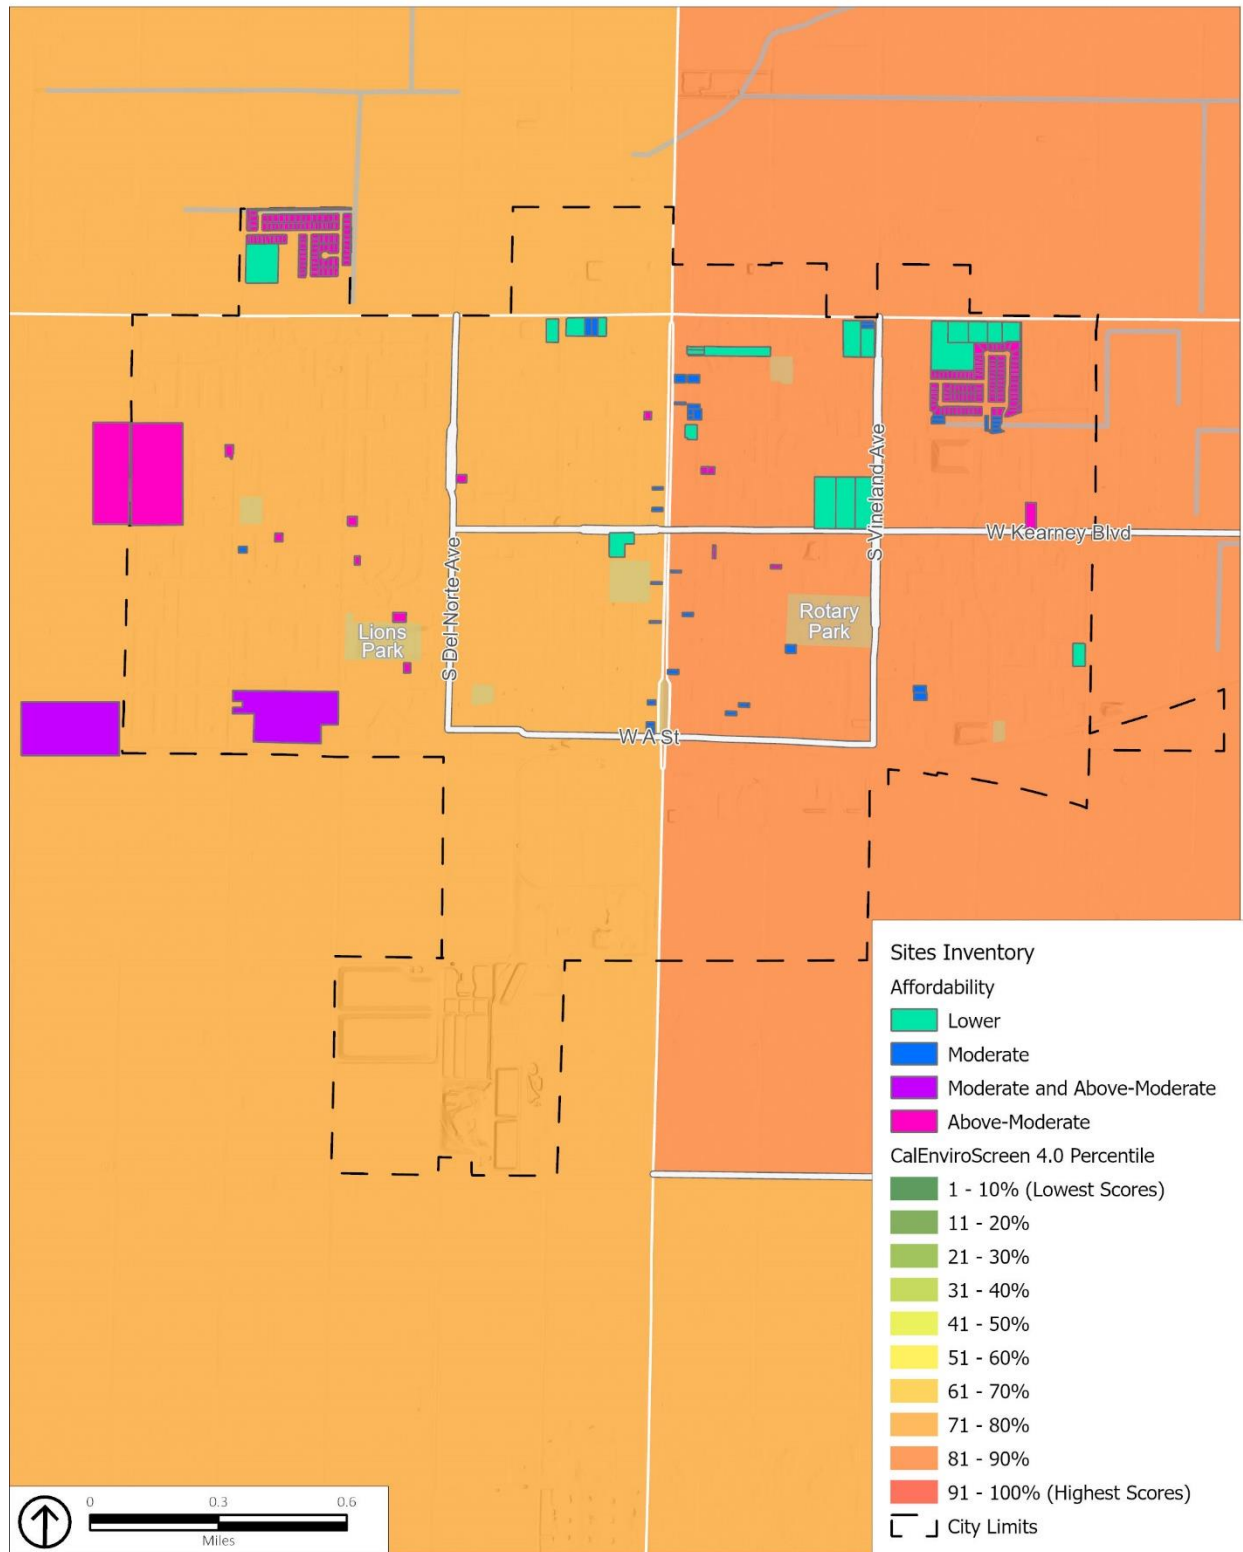 S Vineland Ave
W Kearney Blvd
S Del Norte Ave
Lions
Park
Rotary
Park
W A St
Sites Inventory
Affordability
Lower
Moderate
Moderate and Above-Moderate
Above-Moderate
CalEnviroScreen 4.0 Percentile
1 - 10% (Lowest Scores)
11 - 20%
21 - 30%
31 - 40%
41 - 50%
51 - 60%
61 - 70%
71 - 80%
81 - 90%
91 - 100% (Highest Scores)
City Limits
0 0.3 0.6
Miles